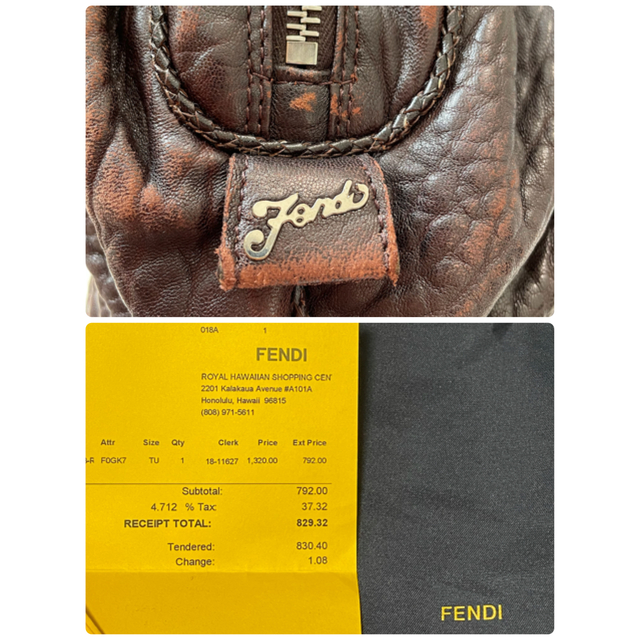 Fendi
018A 1
FENDI
ROYAL HAWAIIAN SHOPPING CEN
2201 Kalakaua Avenue #A101A
Honolulu, Hawaii 96815
(808) 971-5611
Attr Size Qty Clerk Price Ext Price
-R F0GK7 TU 1 18-11627 1,320.00 792.00
Subtotal: 792.00
4.712 % Tax: 37.32
RECEIPT TOTAL: 829.32
Tendered: 830.40
Change: 1.08
FENDI